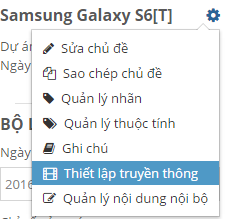 Samsung Galaxy S6[T]
Dự á
Sửa chủ đề
Ngày
Sao chép chủ đề
Quản lý nhãn
BỘ
Quản lý thuộc tính
Ngày
Ghi chú
2016
Thiết lập truyền thông
Quản lý nội dung nội bộ